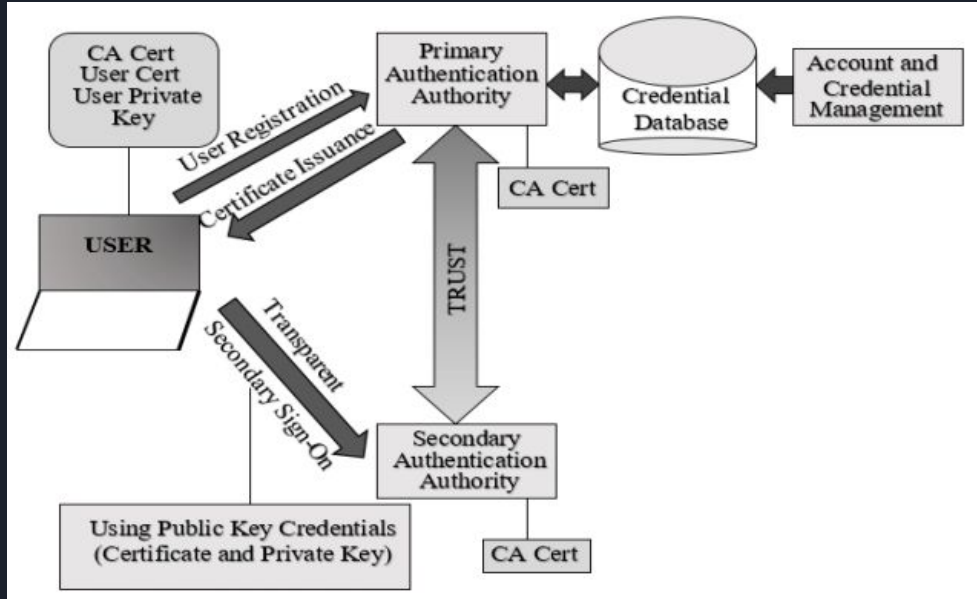 CA Cert
User Cert
User Private
Key
Primary
Authentication
Authority
Credential
Database
Account and
Credential
Management
User Registration
Certificate Issuance
CA Cert
USER
TRUST
Transparent
Secondary Sign-On
Secondary
Authentication
Authority
Using Public Key Credentials
(Certificate and Private Key)
CA Cert